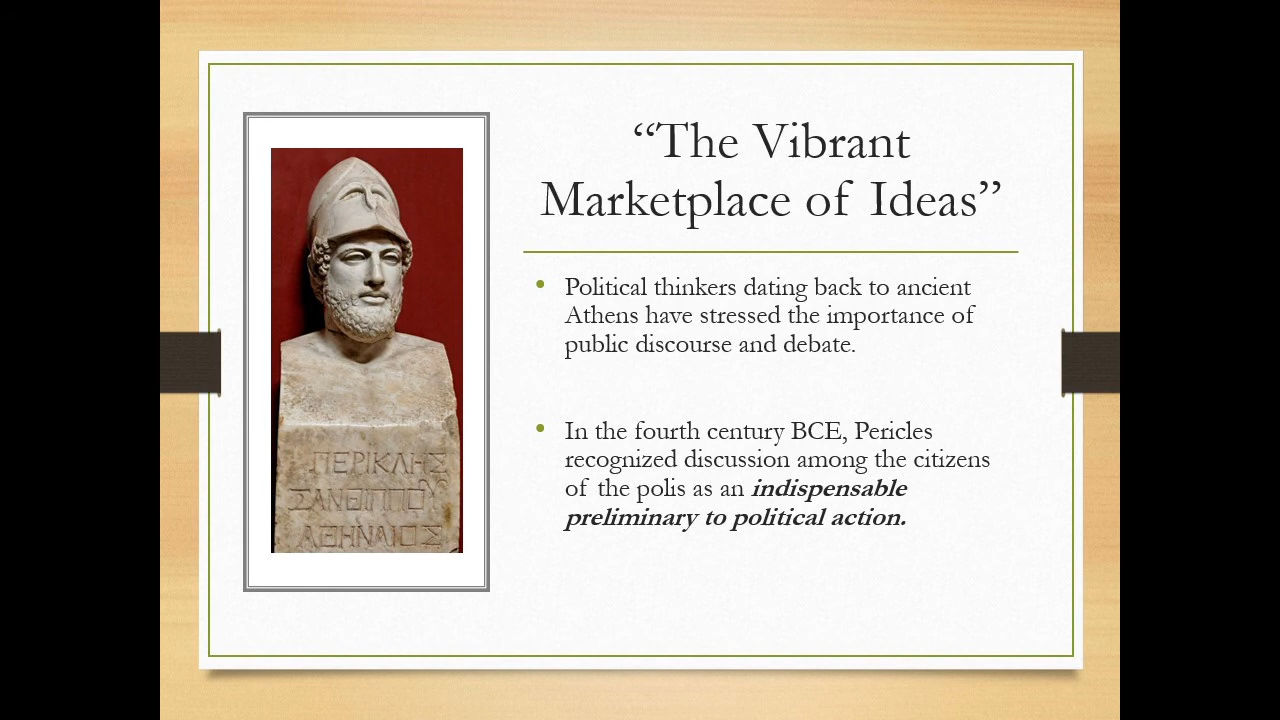 “The Vibrant
Marketplace of Ideas”
• Political thinkers dating back to ancient
Athens have stressed the importance of
public discourse and debate.
• In the fourth century BCE, Pericles
recognized discussion among the citizens
of the polis as an indispensable
preliminary to political action.
ΠΕΡΙΚΛΗΣ
ΞΑΝΘΙΠΠΟΥ
ΑΘΗΝΑΙΟΣ